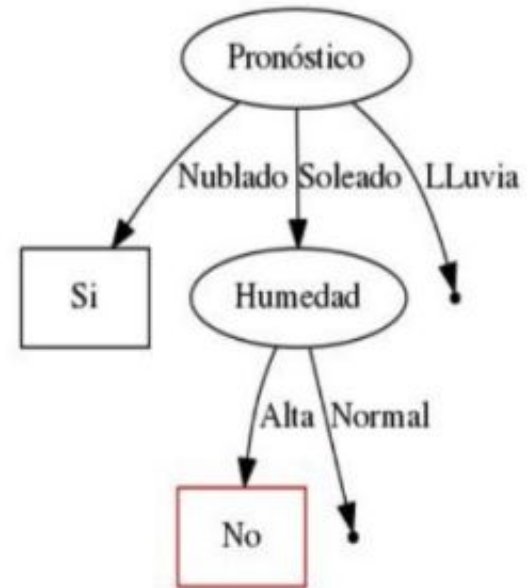 Pronóstico
Nublado Soleado LLuvia
Si Humedad
Alta Normal
No